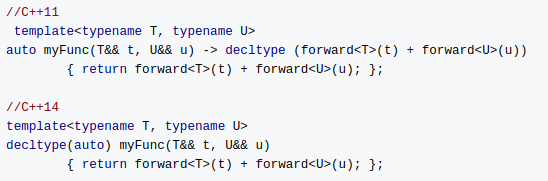 //C++11
template<typename T, typename U>
auto myFunc(T&& t, U&& u) -> decltype (forward<T>(t) + forward<U>(u))
{ return forward<T>(t) + forward<U>(u); };
//C++14
template<typename T, typename U>
decltype(auto) myFunc(T&& t, U&& u)
{ return forward<T>(t) + forward<U>(u); };